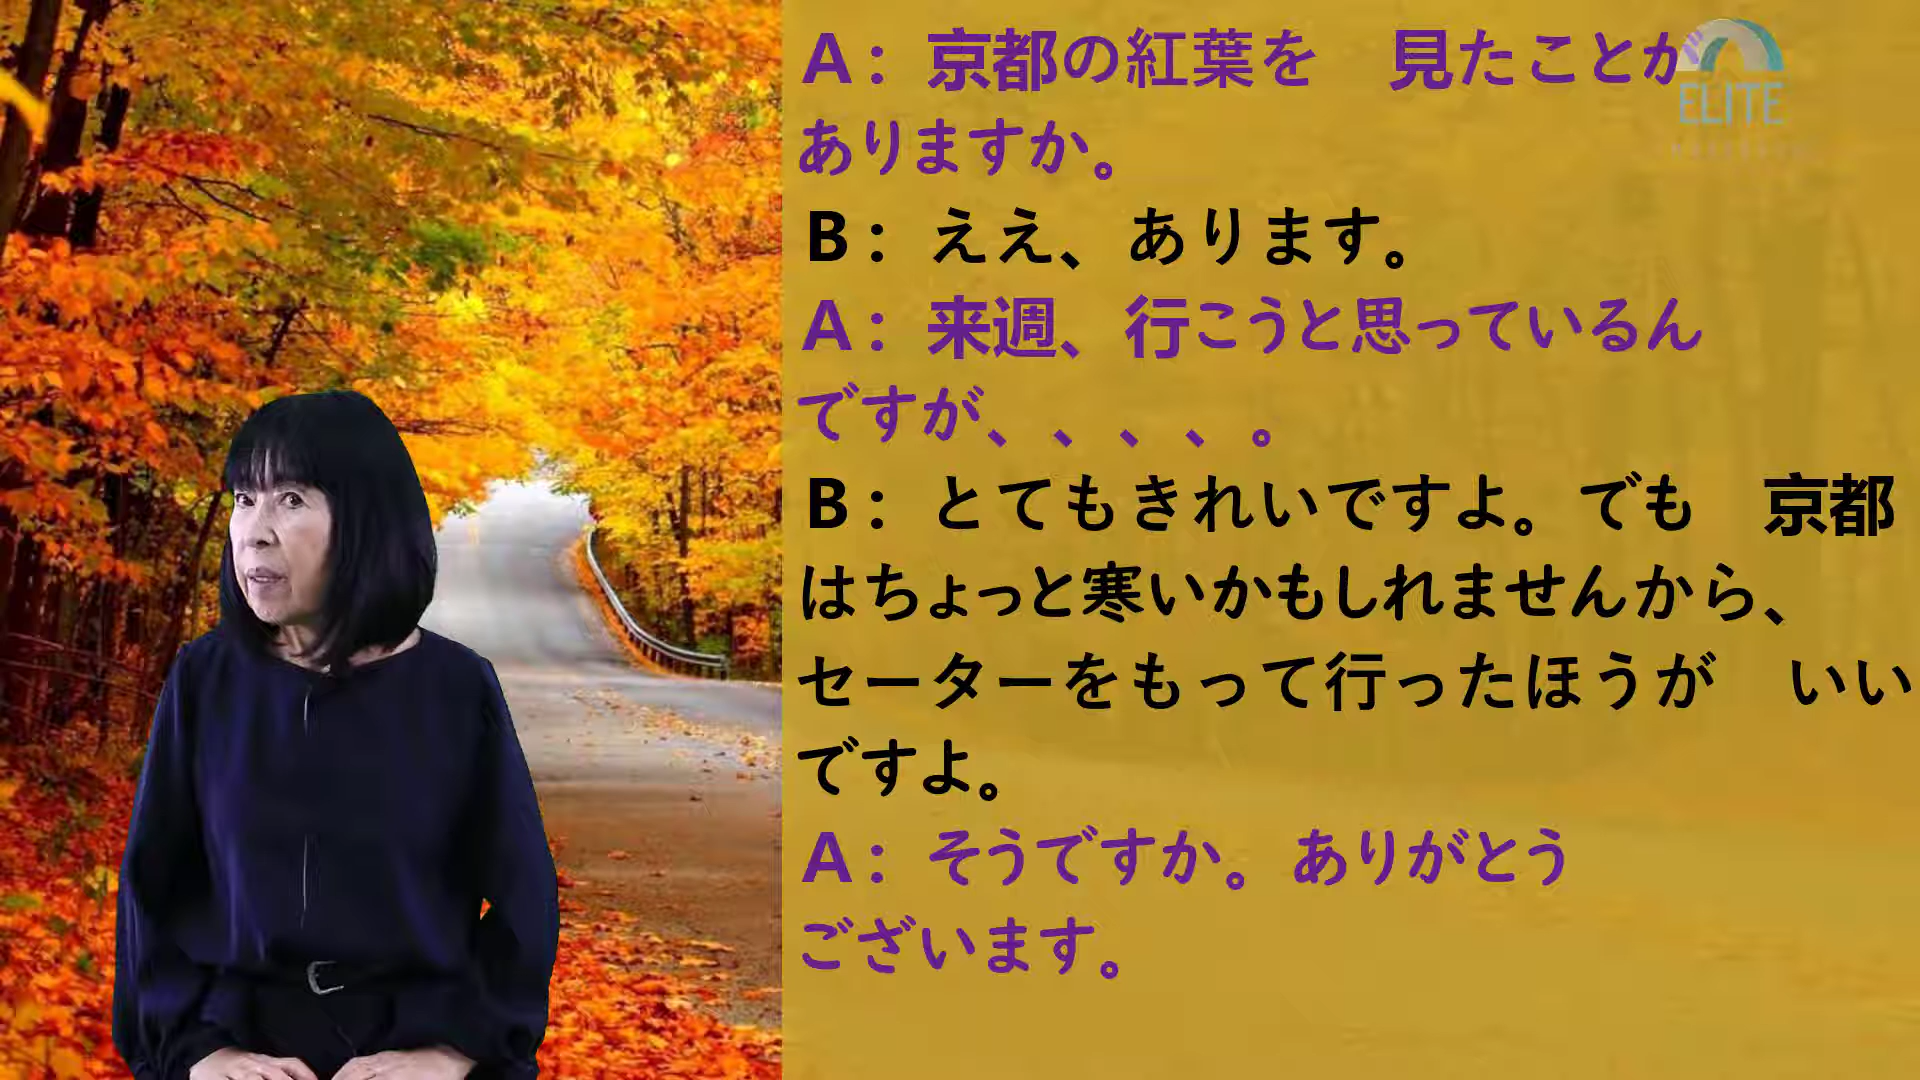 A：京都の紅葉を　見たことが
ELITE
ありますか。
B：ええ、あります。
A：来週、行こうと思っているん
ですが、、、、。
B：とてもきれいですよ。でも　京都
はちょっと寒いかもしれませんから、
セーターをもって行ったほうが　いい
ですよ。
A：そうですか。ありがとう
ございます。